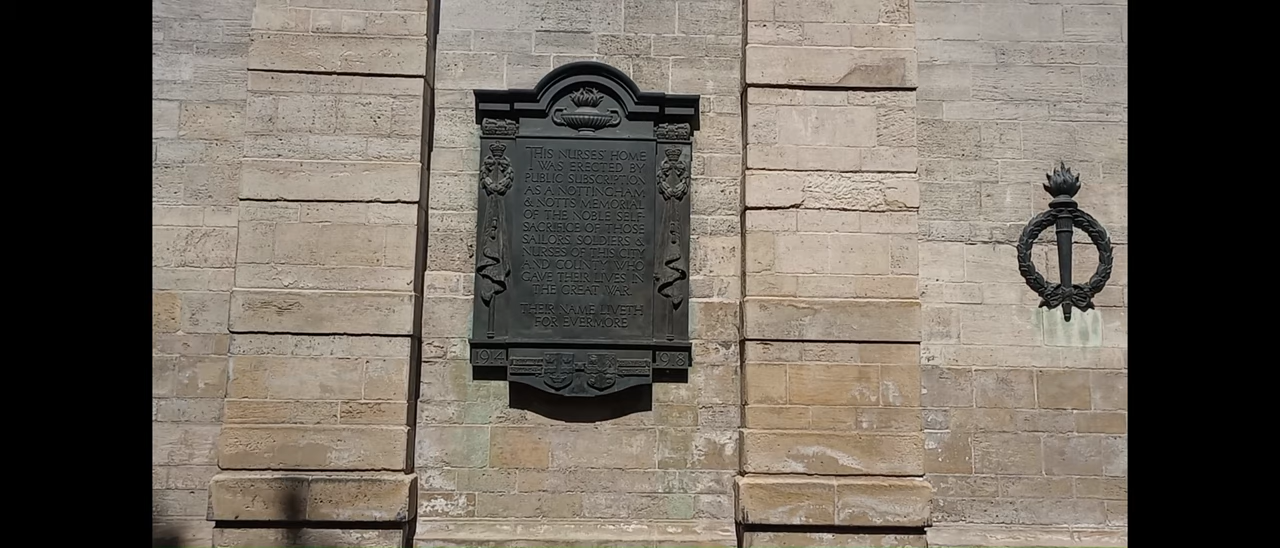 THIS NURSES' HOME
WAS ERECTED BY
PUBLIC SUBSCRIPTION
AS A NOTTINGHAM
& NOTTS MEMORIAL
OF THE NOBLE SELF-
SACRIFICE OF THOSE
SAILORS SOLDIERS &
NURSES OF THIS CITY
AND COUNTY WHO
GAVE THEIR LIVES IN
THE GREAT WAR.
THEIR NAME LIVETH
FOR EVERMORE
1914 1918